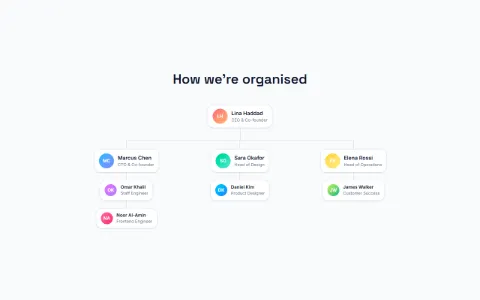 How we're organised
LH
Lina Haddad
CEO & Co-founder
MC
Marcus Chen
CTO & Co-founder
SO
Sara Okafor
Head of Design
ER
Elena Rossi
Head of Operations
OK
Omar Khalil
Staff Engineer
DK
Daniel Kim
Product Designer
JW
James Walker
Customer Success
NA
Noor Al-Amin
Frontend Engineer